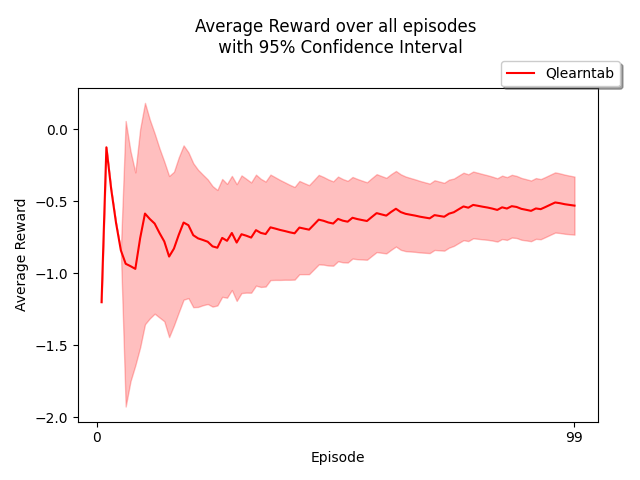 Average Reward over all episodes
with 95% Confidence Interval
Qlearntab
0.0
−0.5
−1.0
−1.5
−2.0
Average Reward
0
99
Episode